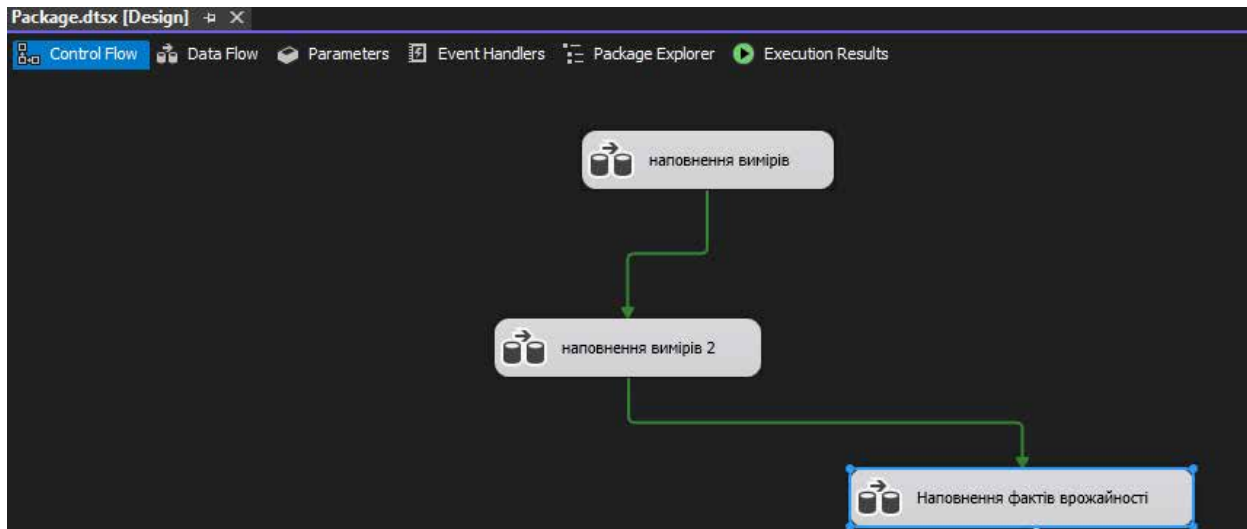 Package.dtsx [Design]
Control Flow Data Flow Parameters Event Handlers Package Explorer Execution Results
наповнення вимірів
наповнення вимірів 2
Наповнення фактів врожайності